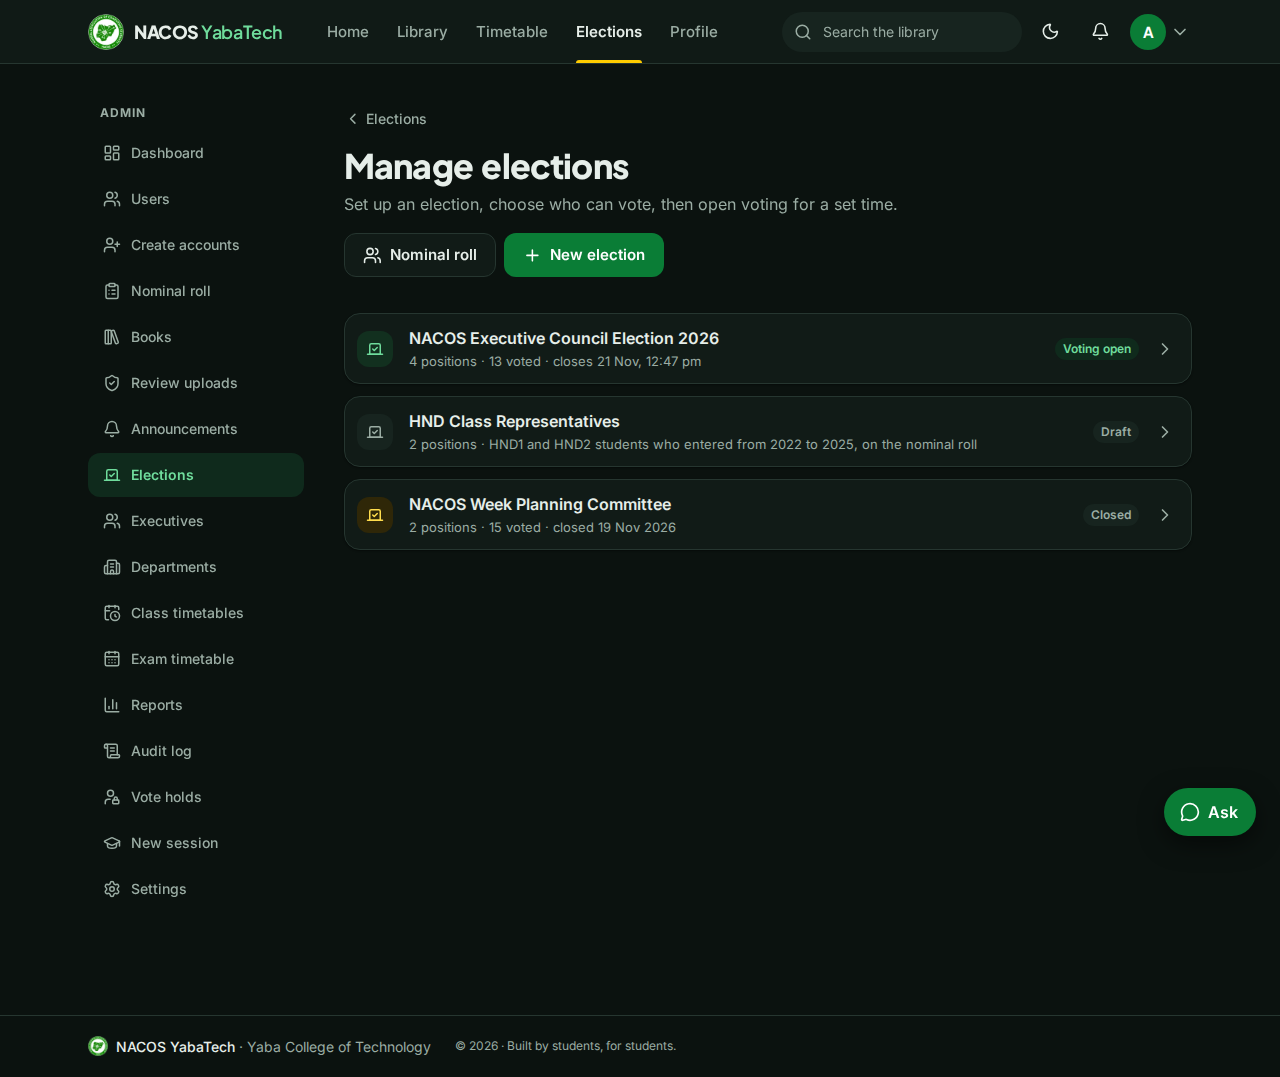 NACOS YabaTech
Home
Library
Timetable
Elections
Profile
Search the library
A
ADMIN
Dashboard
Users
Create accounts
Nominal roll
Books
Review uploads
Announcements
Elections
Executives
Departments
Class timetables
Exam timetable
Reports
Audit log
Vote holds
New session
Settings
Elections
Manage elections
Set up an election, choose who can vote, then open voting for a set time.
Nominal roll
New election
NACOS Executive Council Election 2026
4 positions · 13 voted · closes 21 Nov, 12:47 pm
Voting open
HND Class Representatives
2 positions · HND1 and HND2 students who entered from 2022 to 2025, on the nominal roll
Draft
NACOS Week Planning Committee
2 positions · 15 voted · closed 19 Nov 2026
Closed
Ask
NACOS YabaTech · Yaba College of Technology
© 2026 · Built by students, for students.